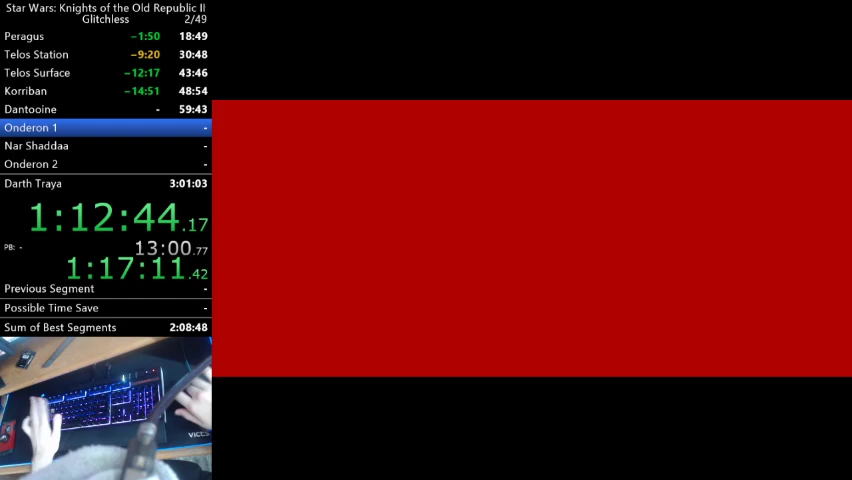 Star Wars: Knights of the Old Republic II
Glitchless 2/49
Peragus -1:50 18:49
Telos Station -9:20 30:48
Telos Surface -12:17 43:46
Korriban -14:51 48:54
Dantooine - 59:43
Onderon 1 -
Nar Shaddaa -
Onderon 2 -
Darth Traya 3:01:03
1:12:44.17
PB: - 13:00.77
1:17:11.42
Previous Segment -
Possible Time Save -
Sum of Best Segments 2:08:48